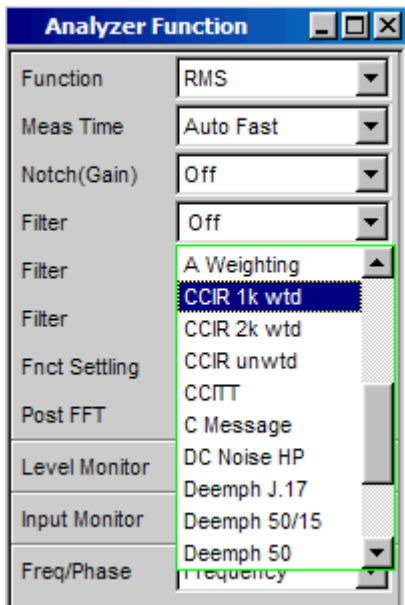 Analyzer Function
Function RMS
Meas Time Auto Fast
Notch(Gain) Off
Filter Off
Filter
Filter
Fnct Settling
Post FFT
Level Monitor
Input Monitor
Freq/Phase Frequency
A Weighting
CCIR 1k wtd
CCIR 2k wtd
CCIR unwtd
CCITT
C Message
DC Noise HP
Deemph J.17
Deemph 50/15
Deemph 50